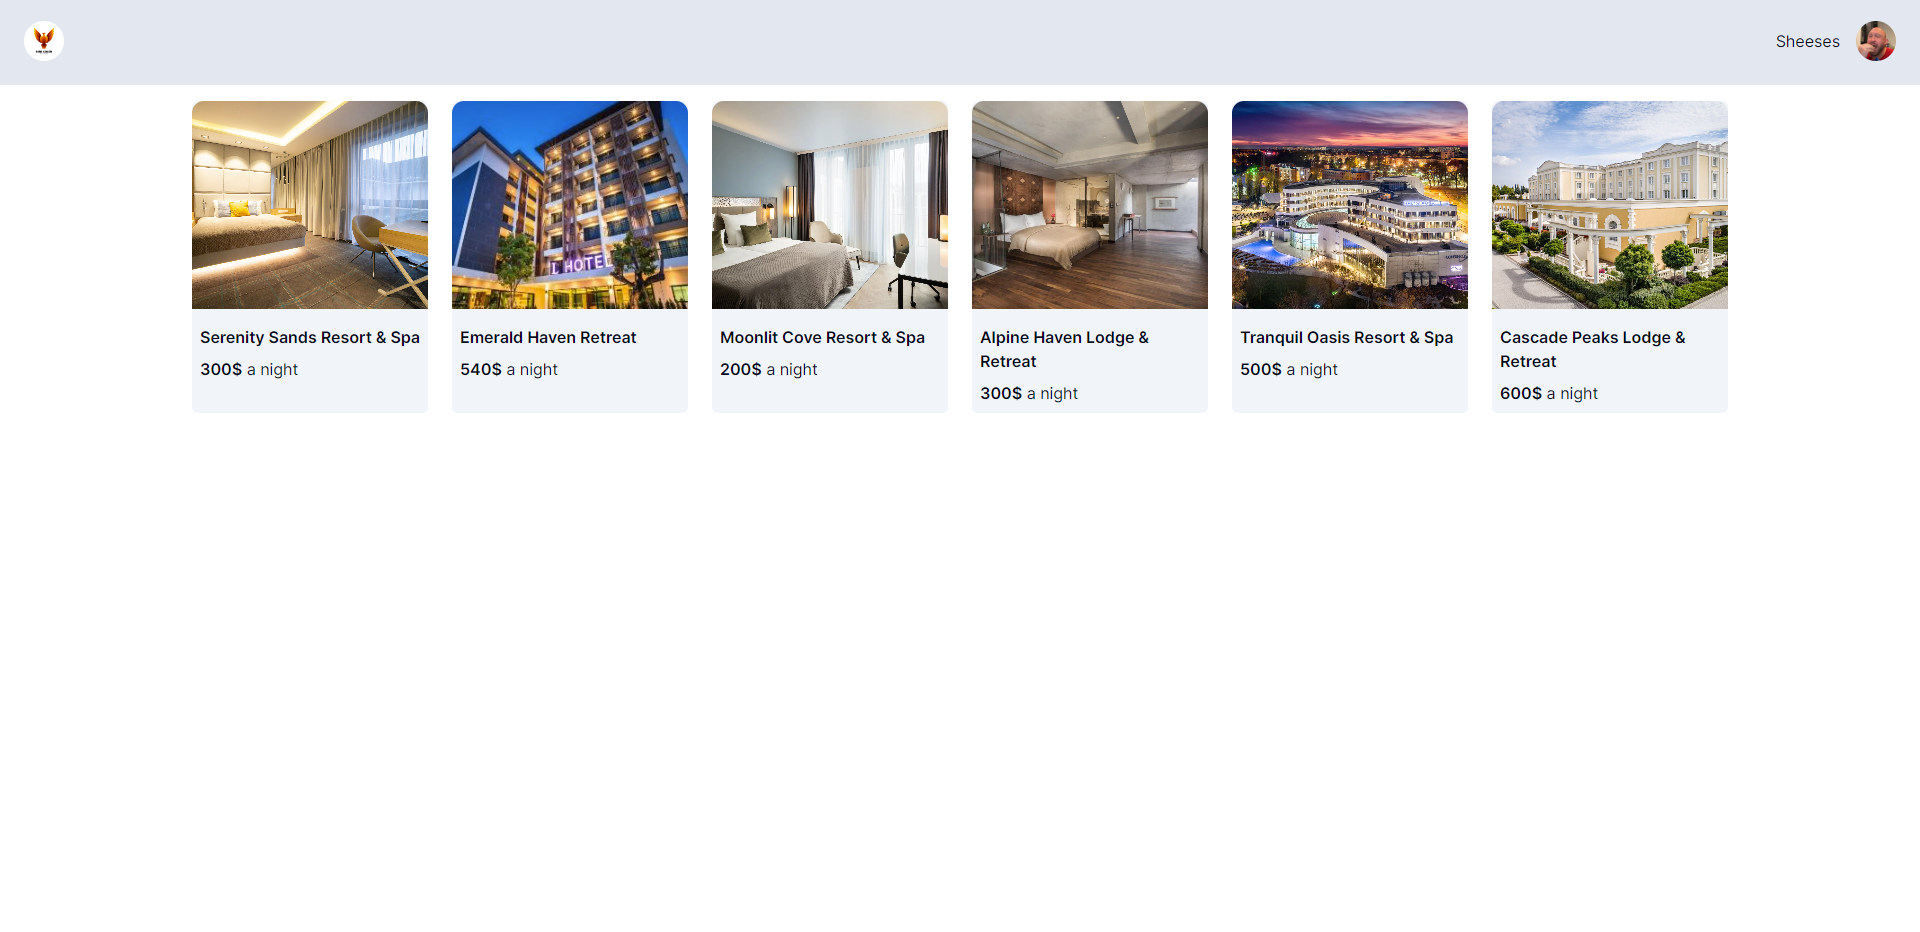 Sheeses
L HOTEL
Serenity Sands Resort & Spa
300$ a night
Emerald Haven Retreat
540$ a night
Moonlit Cove Resort & Spa
200$ a night
Alpine Haven Lodge &
Retreat
300$ a night
Tranquil Oasis Resort & Spa
500$ a night
Cascade Peaks Lodge &
Retreat
600$ a night